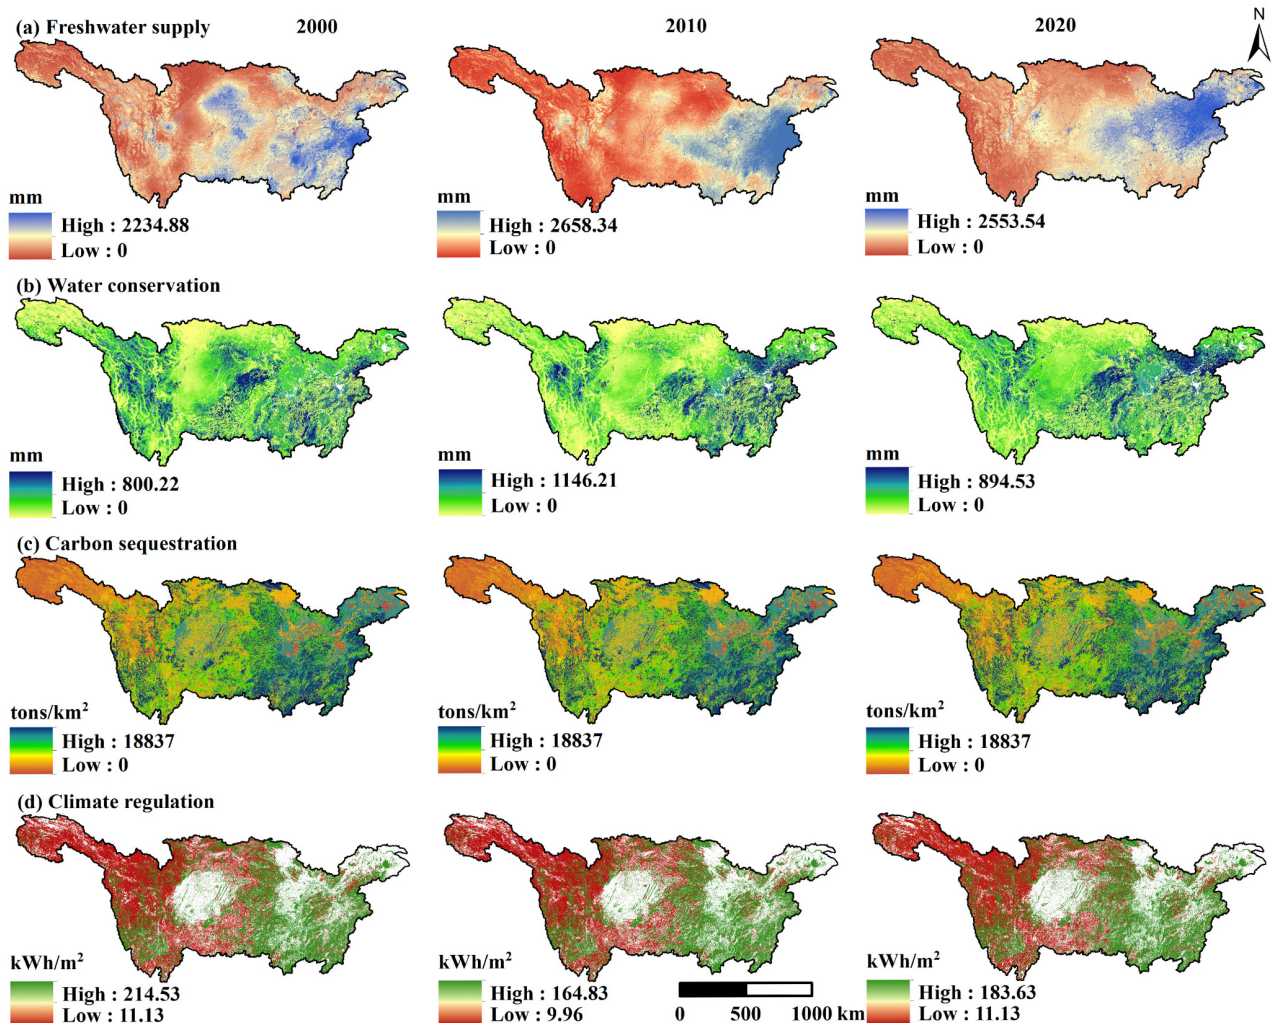 (a) Freshwater supply 2000 2010 2020 N
mm
High : 2234.88
Low : 0
High : 2658.34
Low : 0
mm
High : 2553.54
Low : 0
(b) Water conservation
mm
High : 800.22
Low : 0
High : 1146.21
Low : 0
mm
High : 894.53
Low : 0
(c) Carbon sequestration
tons/km²
High : 18837
Low : 0
tons/km²
High : 18837
Low : 0
tons/km²
High : 18837
Low : 0
(d) Climate regulation
kWh/m²
High : 214.53
Low : 11.13
kWh/m²
High : 164.83
Low : 9.96
0 500 1000 km
kWh/m²
High : 183.63
Low : 11.13